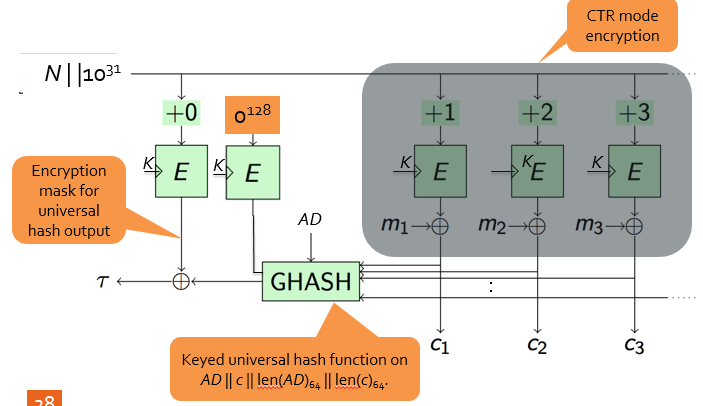 CTR mode
encryption
N||10³¹
+0
0¹²⁸
+1
+2
+3
K
E
K
E
K
E
K
E
K
E
Encryption
mask for
universal
hash output
m₁
m₂
m₃
AD
τ
GHASH
:
c₁
c₂
c₃
Keyed universal hash function on
AD || c || len(AD)₆₄ || len(c)₆₄.
28